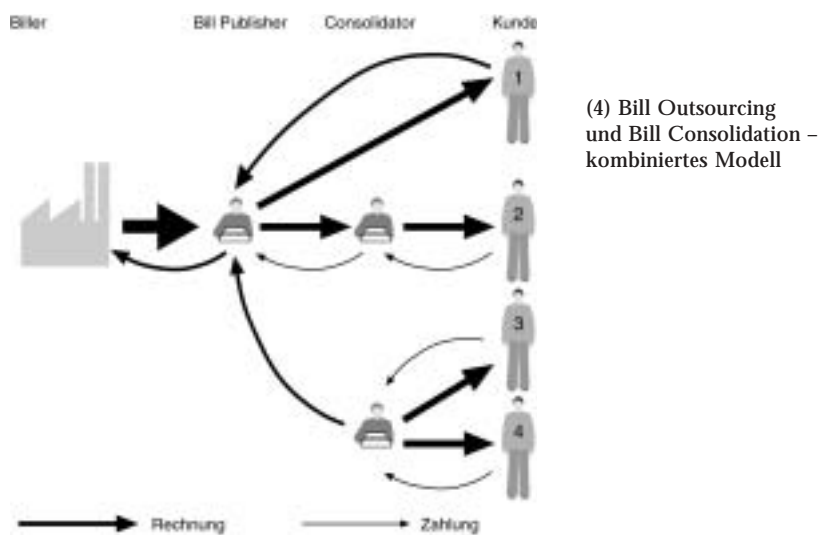 Biller
Bill Publisher
Consolidator
Kunde
1
(4) Bill Outsourcing
und Bill Consolidation –
kombiniertes Modell
2
3
4
Rechnung
Zahlung